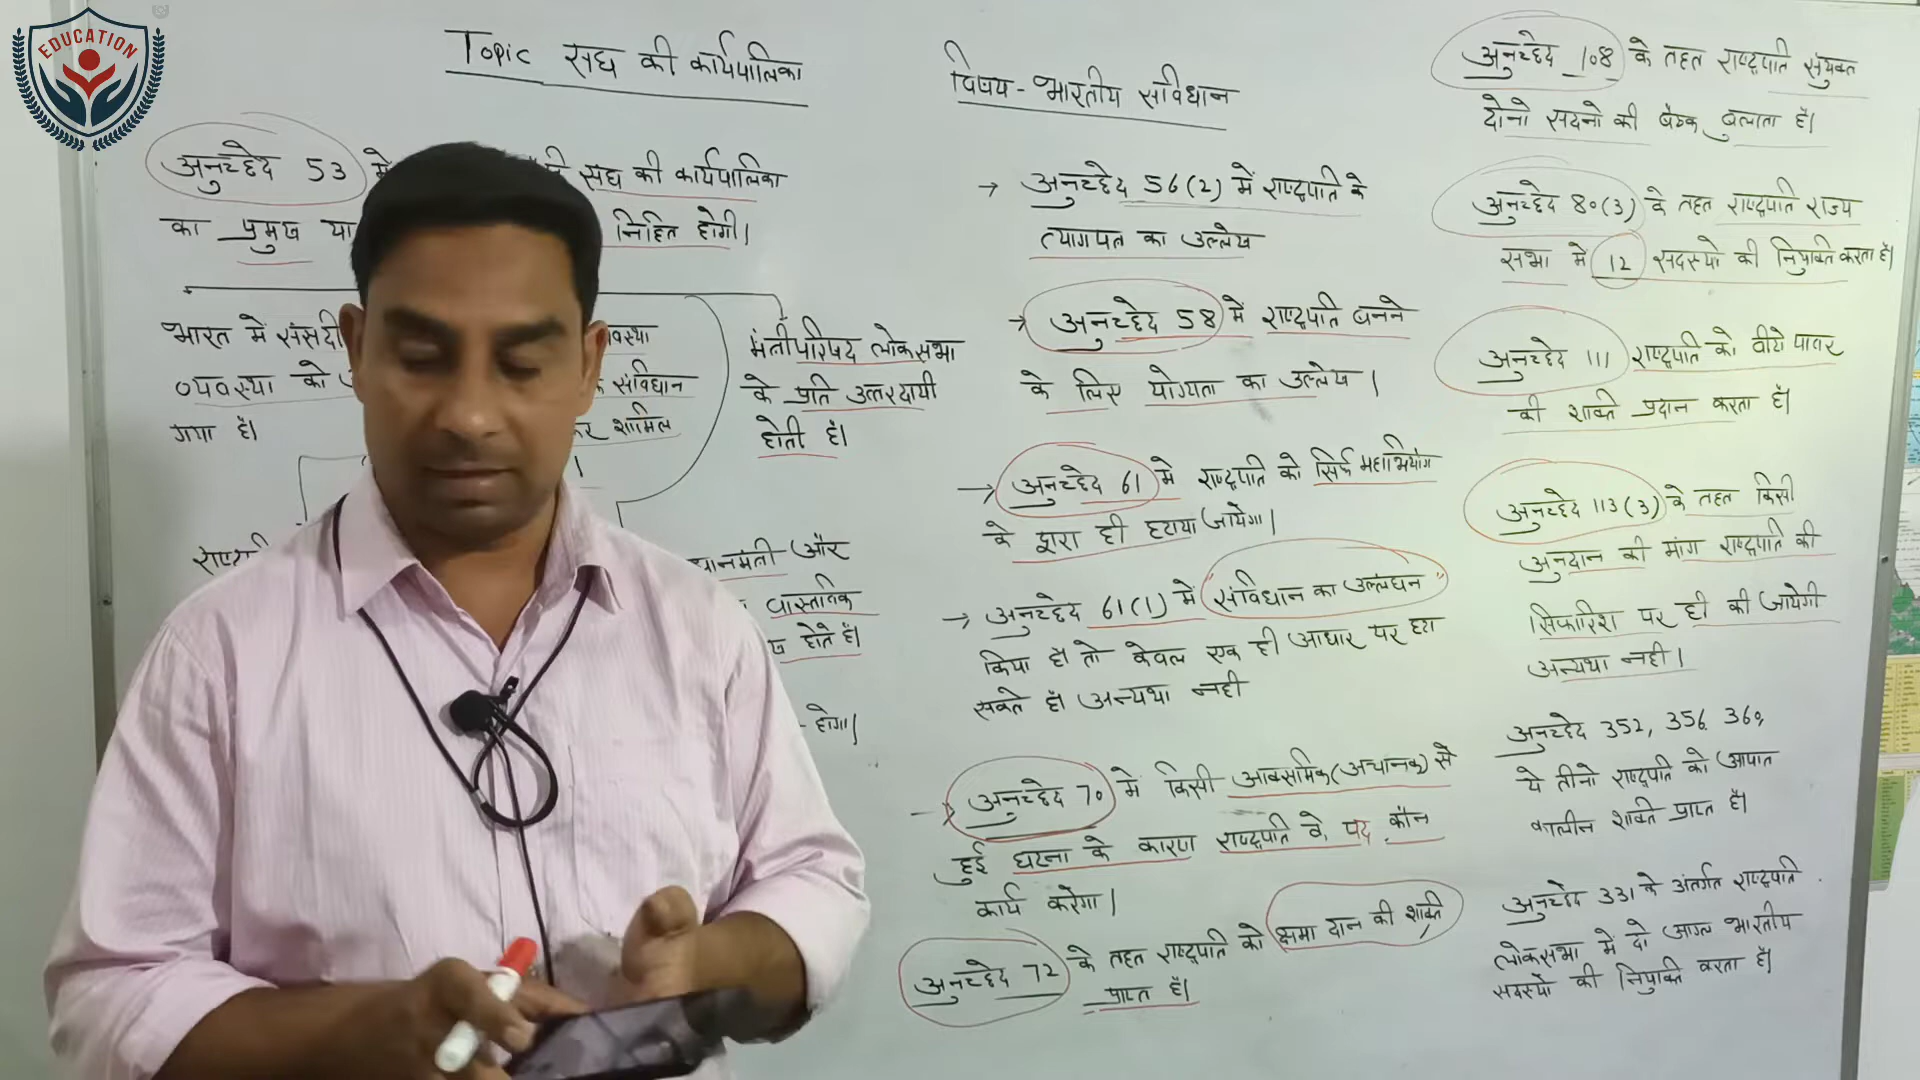 EDUCATION
Topic संघ की कार्यपालिका
विषय - भारतीय संविधान
अनुच्छेद 53 में
संघ की कार्यपालिका
का प्रमुख या
निहित होगी।
भारत मे संसदी
वस्था
व्यवस्था को
संविधान
गया है।
शामिल
मंत्रीपरिषद लोकसभा
के प्रति उत्तरदायी
होती है।
और
वास्तविक
होते है।
होगा।
→ अनुच्छेद 56(2) में राष्ट्रपति के
त्यागपत्र का उल्लेख
→ अनुच्छेद 58 में राष्ट्रपति बनने
के लिए योग्यता का उल्लेख।
→ अनुच्छेद 61 मे राष्ट्रपति को सिर्फ महाभियोग
के द्वारा ही हटाया जायेगा।
→ अनुच्छेद 61(1) में "संविधान का उल्लंघन"
किया हो तो केवल एक ही आधार पर हटा
सकते है अन्यथा नही
→ अनुच्छेद 70 में किसी आकस्मिक(अचानक) से
हुई घटना के कारण राष्ट्रपति के पद कौन
कार्य करेगा।
अनुच्छेद 72 के तहत राष्ट्रपति को क्षमा दान की शक्ति
प्राप्त है।
अनुच्छेद 108 के तहत राष्ट्रपति संयुक्त
दोनो सदनो की बैठक बुलाता है।
अनुच्छेद 80(3) के तहत राष्ट्रपति राज्य
सभा मे 12 सदस्यो की नियुक्ति करता है।
अनुच्छेद 111 राष्ट्रपति को वीटो पावर
की शक्ति प्रदान करता है।
अनुच्छेद 113(3) के तहत किसी
अनुदान की मांग राष्ट्रपति की
सिफारिश पर ही की जायेगी
अन्यथा नही।
अनुच्छेद 352, 356, 360,
ये तीनो राष्ट्रपति को आपात
कालीन शक्ति प्राप्त है।
अनुच्छेद 331 के अंतर्गत राष्ट्रपति
लोकसभा में दो आंग्ल भारतीय
सदस्यों की नियुक्ति करता है।